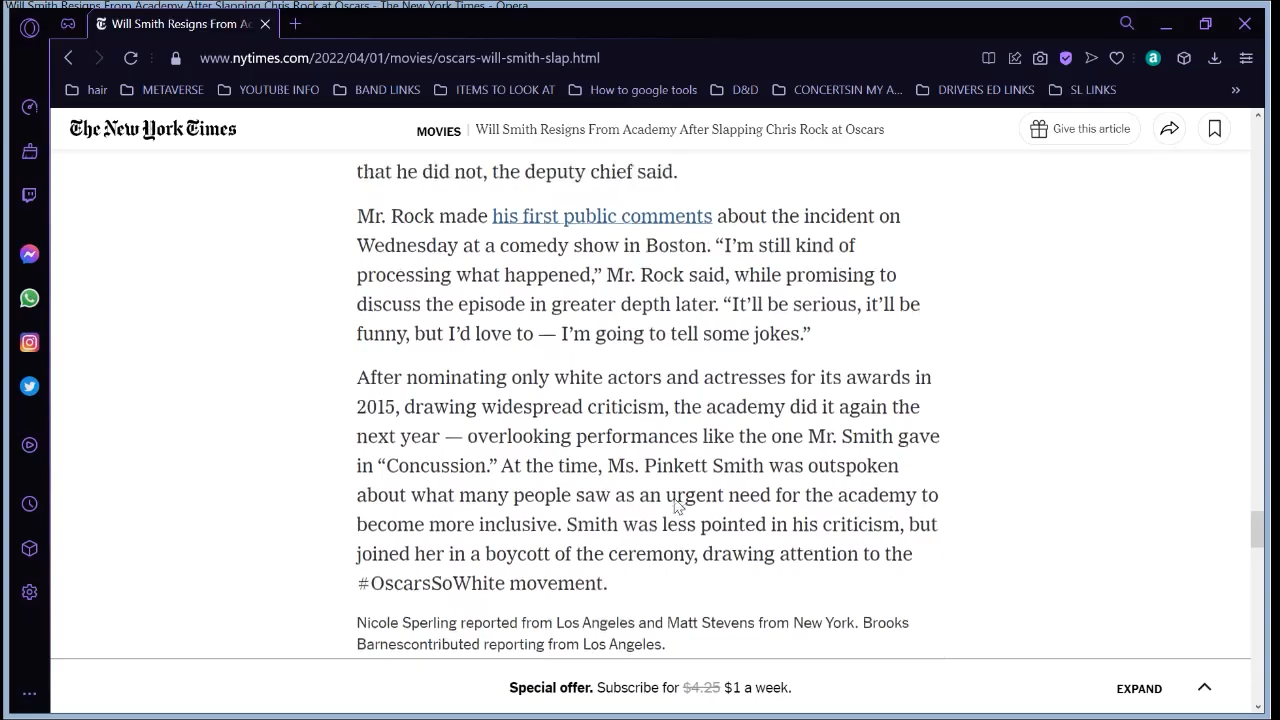 Will Smith Resigns From Academy After Slapping Chris Rock at Oscars - The New York Times - Opera
Will Smith Resigns From Ac
www.nytimes.com/2022/04/01/movies/oscars-will-smith-slap.html
hair METAVERSE YOUTUBE INFO BAND LINKS ITEMS TO LOOK AT How to google tools D&D CONCERTSIN MY A... DRIVERS ED LINKS SL LINKS
The New York Times MOVIES Will Smith Resigns From Academy After Slapping Chris Rock at Oscars Give this article
that he did not, the deputy chief said.
Mr. Rock made his first public comments about the incident on
Wednesday at a comedy show in Boston. “I’m still kind of
processing what happened,” Mr. Rock said, while promising to
discuss the episode in greater depth later. “It’ll be serious, it’ll be
funny, but I’d love to — I’m going to tell some jokes.”
After nominating only white actors and actresses for its awards in
2015, drawing widespread criticism, the academy did it again the
next year — overlooking performances like the one Mr. Smith gave
in “Concussion.” At the time, Ms. Pinkett Smith was outspoken
about what many people saw as an urgent need for the academy to
become more inclusive. Smith was less pointed in his criticism, but
joined her in a boycott of the ceremony, drawing attention to the
#OscarsSoWhite movement.
Nicole Sperling reported from Los Angeles and Matt Stevens from New York. Brooks
Barnescontributed reporting from Los Angeles.
Special offer. Subscribe for $4.25 $1 a week. EXPAND